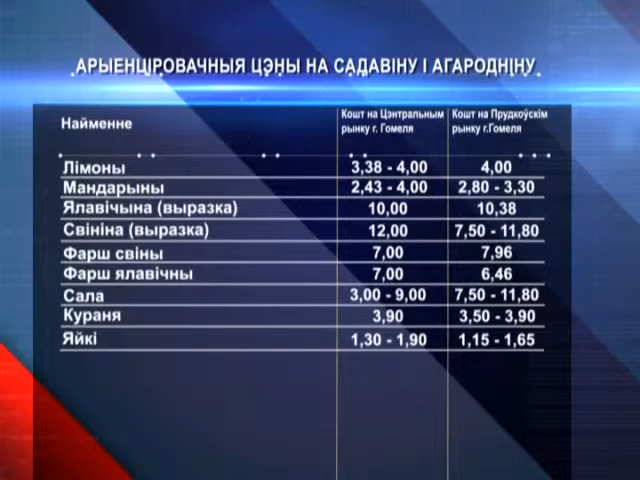 АРЫЕНЦІРОВАЧНЫЯ ЦЭНЫ НА САДАВІНУ І АГАРОДНІНУ
Найменне Кошт на Цэнтральным рынку г. Гомеля Кошт на Прудкоўскім рынку г.Гомеля
Лімоны 3,38 - 4,00 4,00
Мандарыны 2,43 - 4,00 2,80 - 3,30
Ялавічына (выразка) 10,00 10,38
Свініна (выразка) 12,00 7,50 - 11,80
Фарш свіны 7,00 7,96
Фарш ялавічны 7,00 6,46
Сала 3,00 - 9,00 7,50 - 11,80
Кураня 3,90 3,50 - 3,90
Яйкі 1,30 - 1,90 1,15 - 1,65